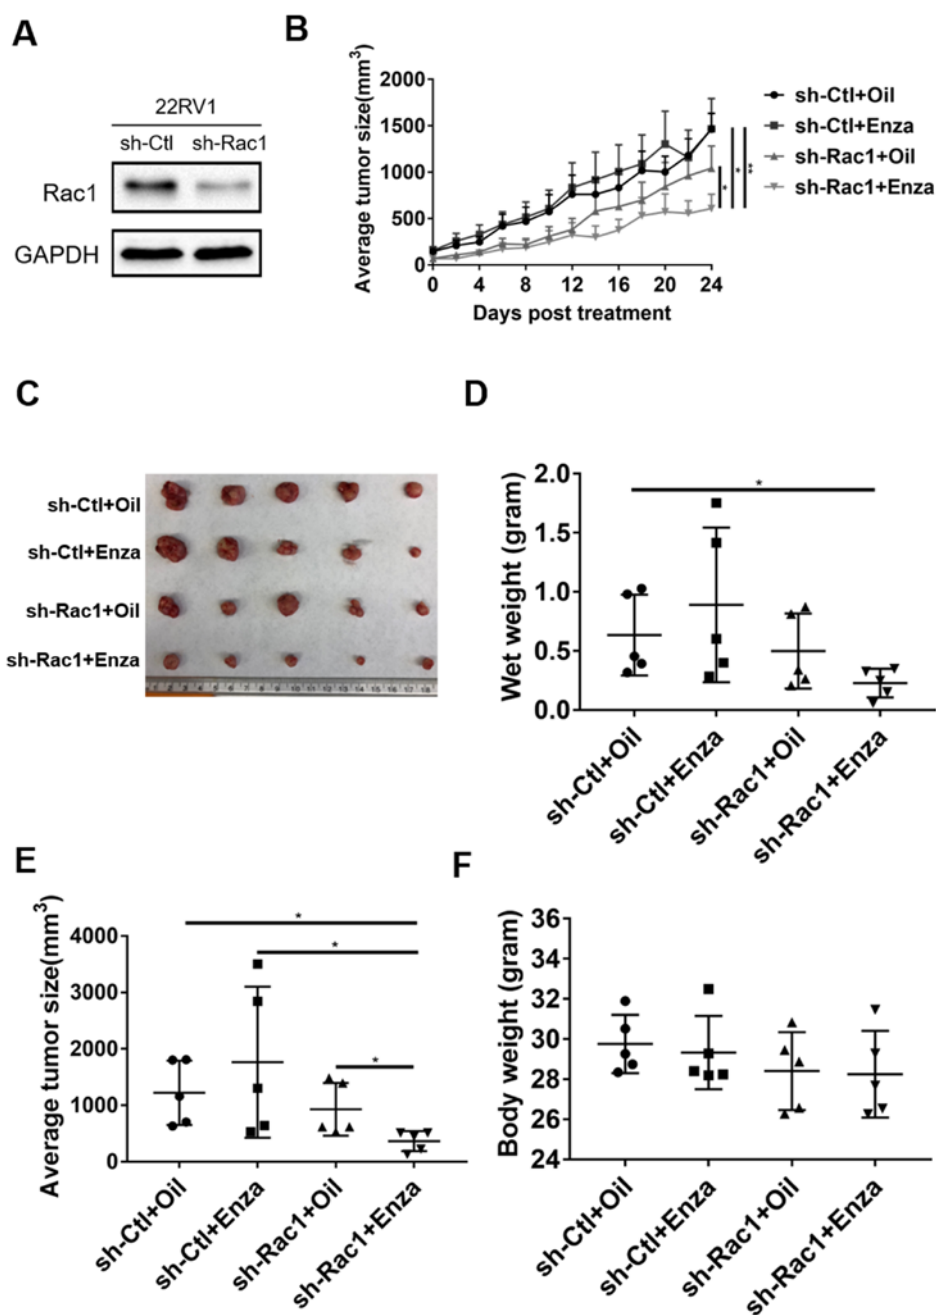 A
22RV1
sh-Ctl sh-Rac1
Rac1
GAPDH
B
Average tumor size(mm³)
2000
1500
1000
500
0
0 4 8 12 16 20 24
Days post treatment
sh-Ctl+Oil
sh-Ctl+Enza
sh-Rac1+Oil
sh-Rac1+Enza
*
*
***
C
sh-Ctl+Oil
sh-Ctl+Enza
sh-Rac1+Oil
sh-Rac1+Enza
D
Wet weight (gram)
2.0
1.5
1.0
0.5
0.0
*
sh-Ctl+Oil
sh-Ctl+Enza
sh-Rac1+Oil
sh-Rac1+Enza
E
Average tumor size(mm³)
4000
3000
2000
1000
0
*
*
*
sh-Ctl+Oil
sh-Ctl+Enza
sh-Rac1+Oil
sh-Rac1+Enza
F
Body weight (gram)
36
34
32
30
28
26
24
sh-Ctl+Oil
sh-Ctl+Enza
sh-Rac1+Oil
sh-Rac1+Enza